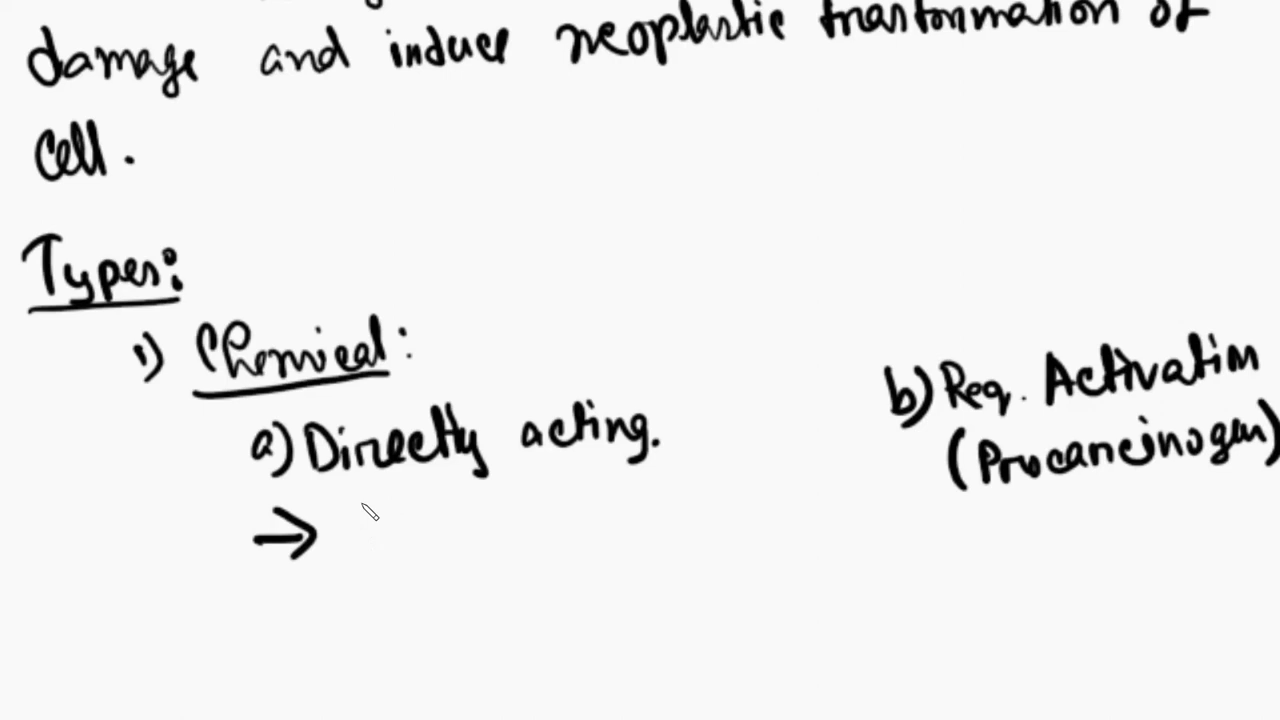 damage and induce neoplastic transformation of
cell.
Types:
1) Chemical:
a) Directly acting.
b) Req. Activation
(Procarcinogen)
→